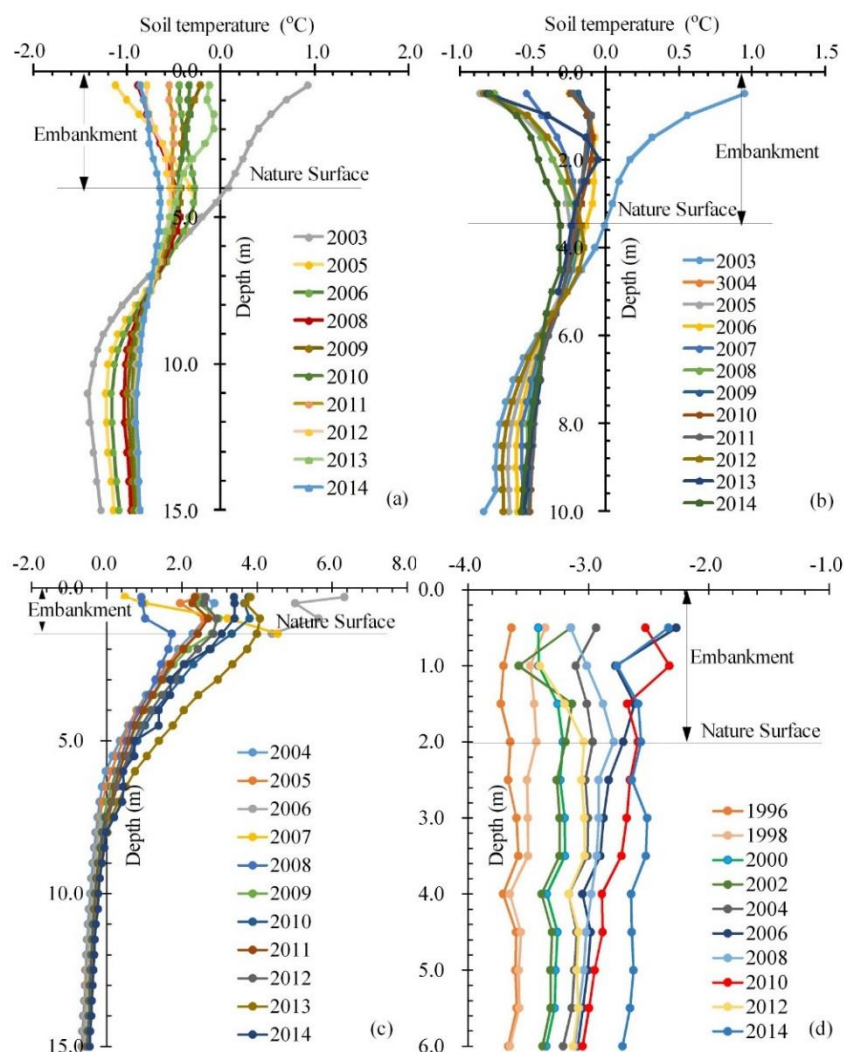 Soil temperature (°C)
-2.0 -1.0 0.0 1.0 2.0
0.0
Embankment
Nature Surface
5.0
Depth (m)
10.0
15.0
2003
2005
2006
2008
2009
2010
2011
2012
2013
2014
(a)
Soil temperature (°C)
-1.0 -0.5 0.0 0.5 1.0 1.5
0.0
2.0
Embankment
Nature Surface
4.0
Depth (m)
6.0
8.0
10.0
2003
3004
2005
2006
2007
2008
2009
2010
2011
2012
2013
2014
(b)
-2.0 0.0 2.0 4.0 6.0 8.0
0.0
Embankment
Nature Surface
5.0
Depth (m)
10.0
15.0
2004
2005
2006
2007
2008
2009
2010
2011
2012
2013
2014
(c)
-4.0 -3.0 -2.0 -1.0
0.0
1.0
Embankment
2.0
Nature Surface
Depth (m)
3.0
4.0
5.0
6.0
1996
1998
2000
2002
2004
2006
2008
2010
2012
2014
(d)